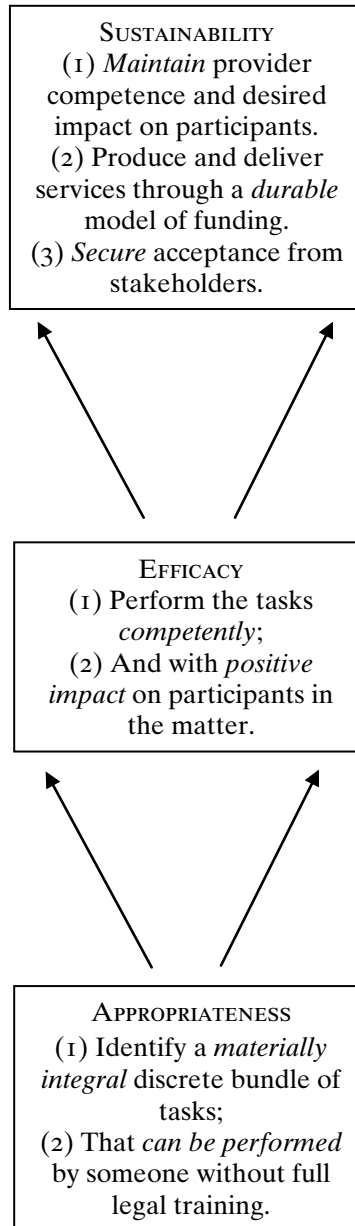 SUSTAINABILITY
(1) Maintain provider
competence and desired
impact on participants.
(2) Produce and deliver
services through a durable
model of funding.
(3) Secure acceptance from
stakeholders.
EFFICACY
(1) Perform the tasks
competently;
(2) And with positive
impact on participants in
the matter.
APPROPRIATENESS
(1) Identify a materially
integral discrete bundle of
tasks;
(2) That can be performed
by someone without full
legal training.